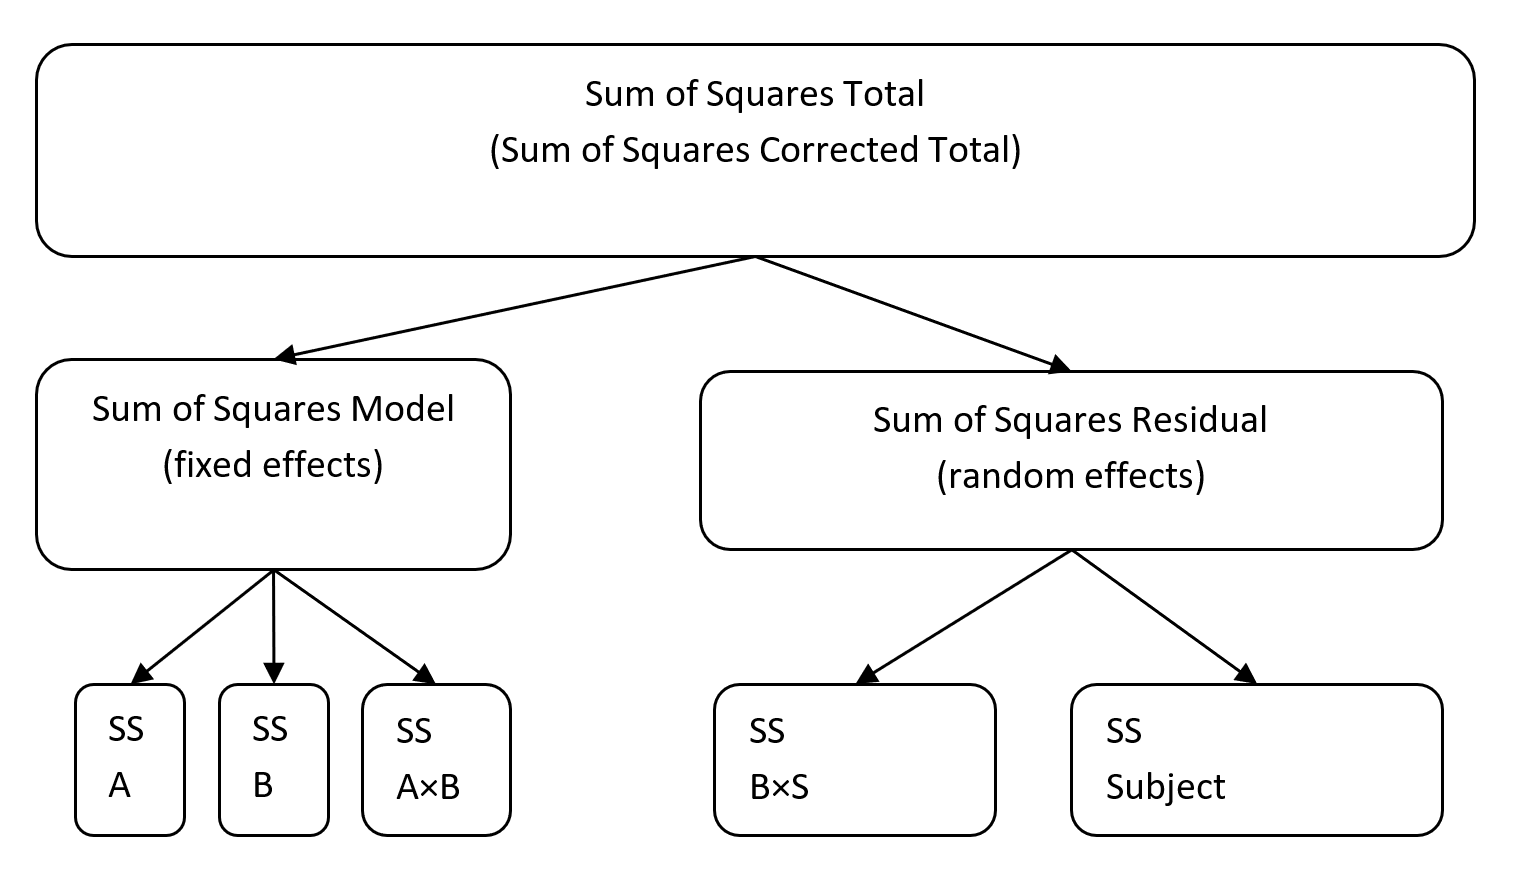 Sum of Squares Total
(Sum of Squares Corrected Total)
Sum of Squares Model
(fixed effects)
Sum of Squares Residual
(random effects)
SS
A
SS
B
SS
A×B
SS
B×S
SS
Subject